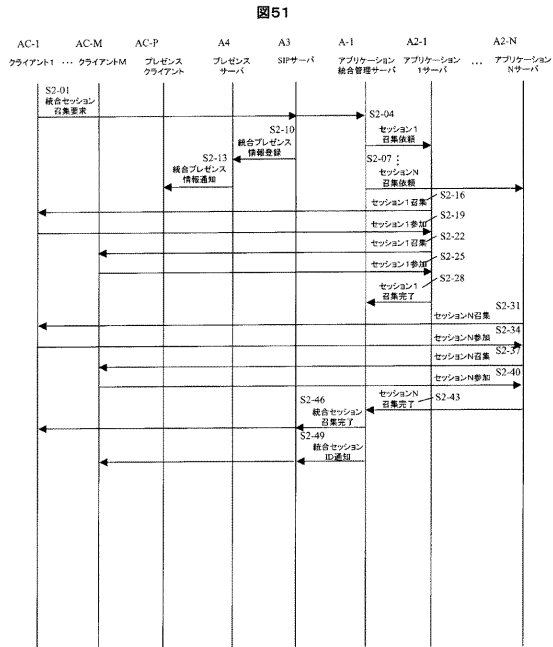 図51
AC-1 AC-M AC-P A4 A3 A-1 A2-1 A2-N
クライアント1 … クライアントM プレゼンス プレゼンス SIPサーバ アプリケーション アプリケーション … アプリケーション
クライアント サーバ 統合管理サーバ 1サーバ Nサーバ
S2-01
統合セッション
召集要求
S2-04
セッション1
召集依頼
S2-10
統合プレゼンス
情報登録
S2-07
セッションN
召集依頼
S2-13
統合プレゼンス
情報通知
セッション1召集 S2-16
セッション1参加 S2-19
セッション1召集 S2-22
セッション1参加 S2-25
セッション1 S2-28
召集完了
S2-31
セッションN召集
S2-34
セッションN参加
S2-37
セッションN召集
S2-40
セッションN参加
セッションN S2-43
召集完了
S2-46
統合セッション
召集完了
S2-49
統合セッション
ID通知